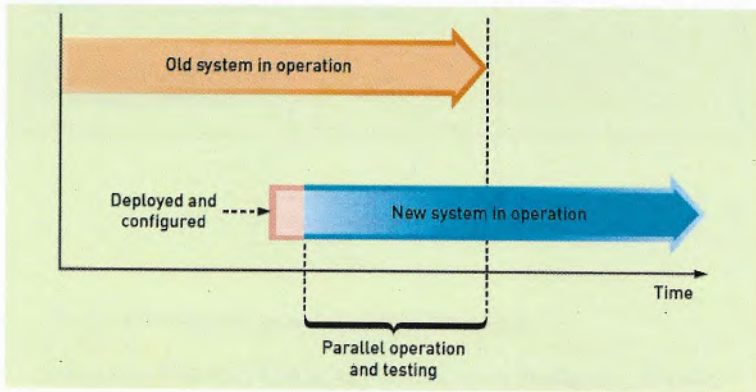 Old system in operation
Deployed and
configured
New system in operation
Time
Parallel operation
and testing